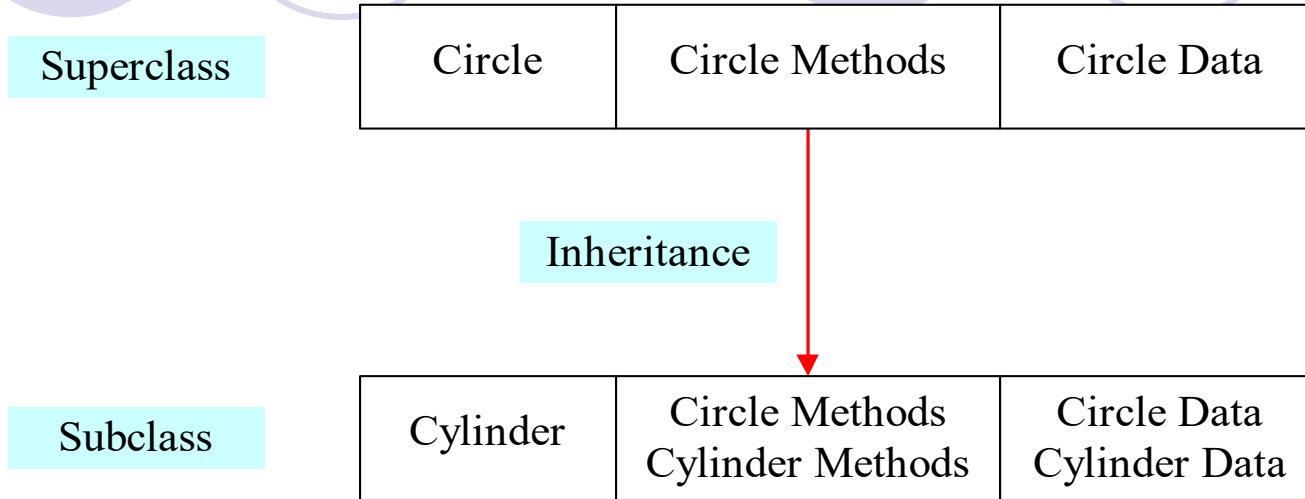 Superclass
Circle
Circle Methods
Circle Data
Inheritance
Subclass
Cylinder
Circle Methods
Cylinder Methods
Circle Data
Cylinder Data